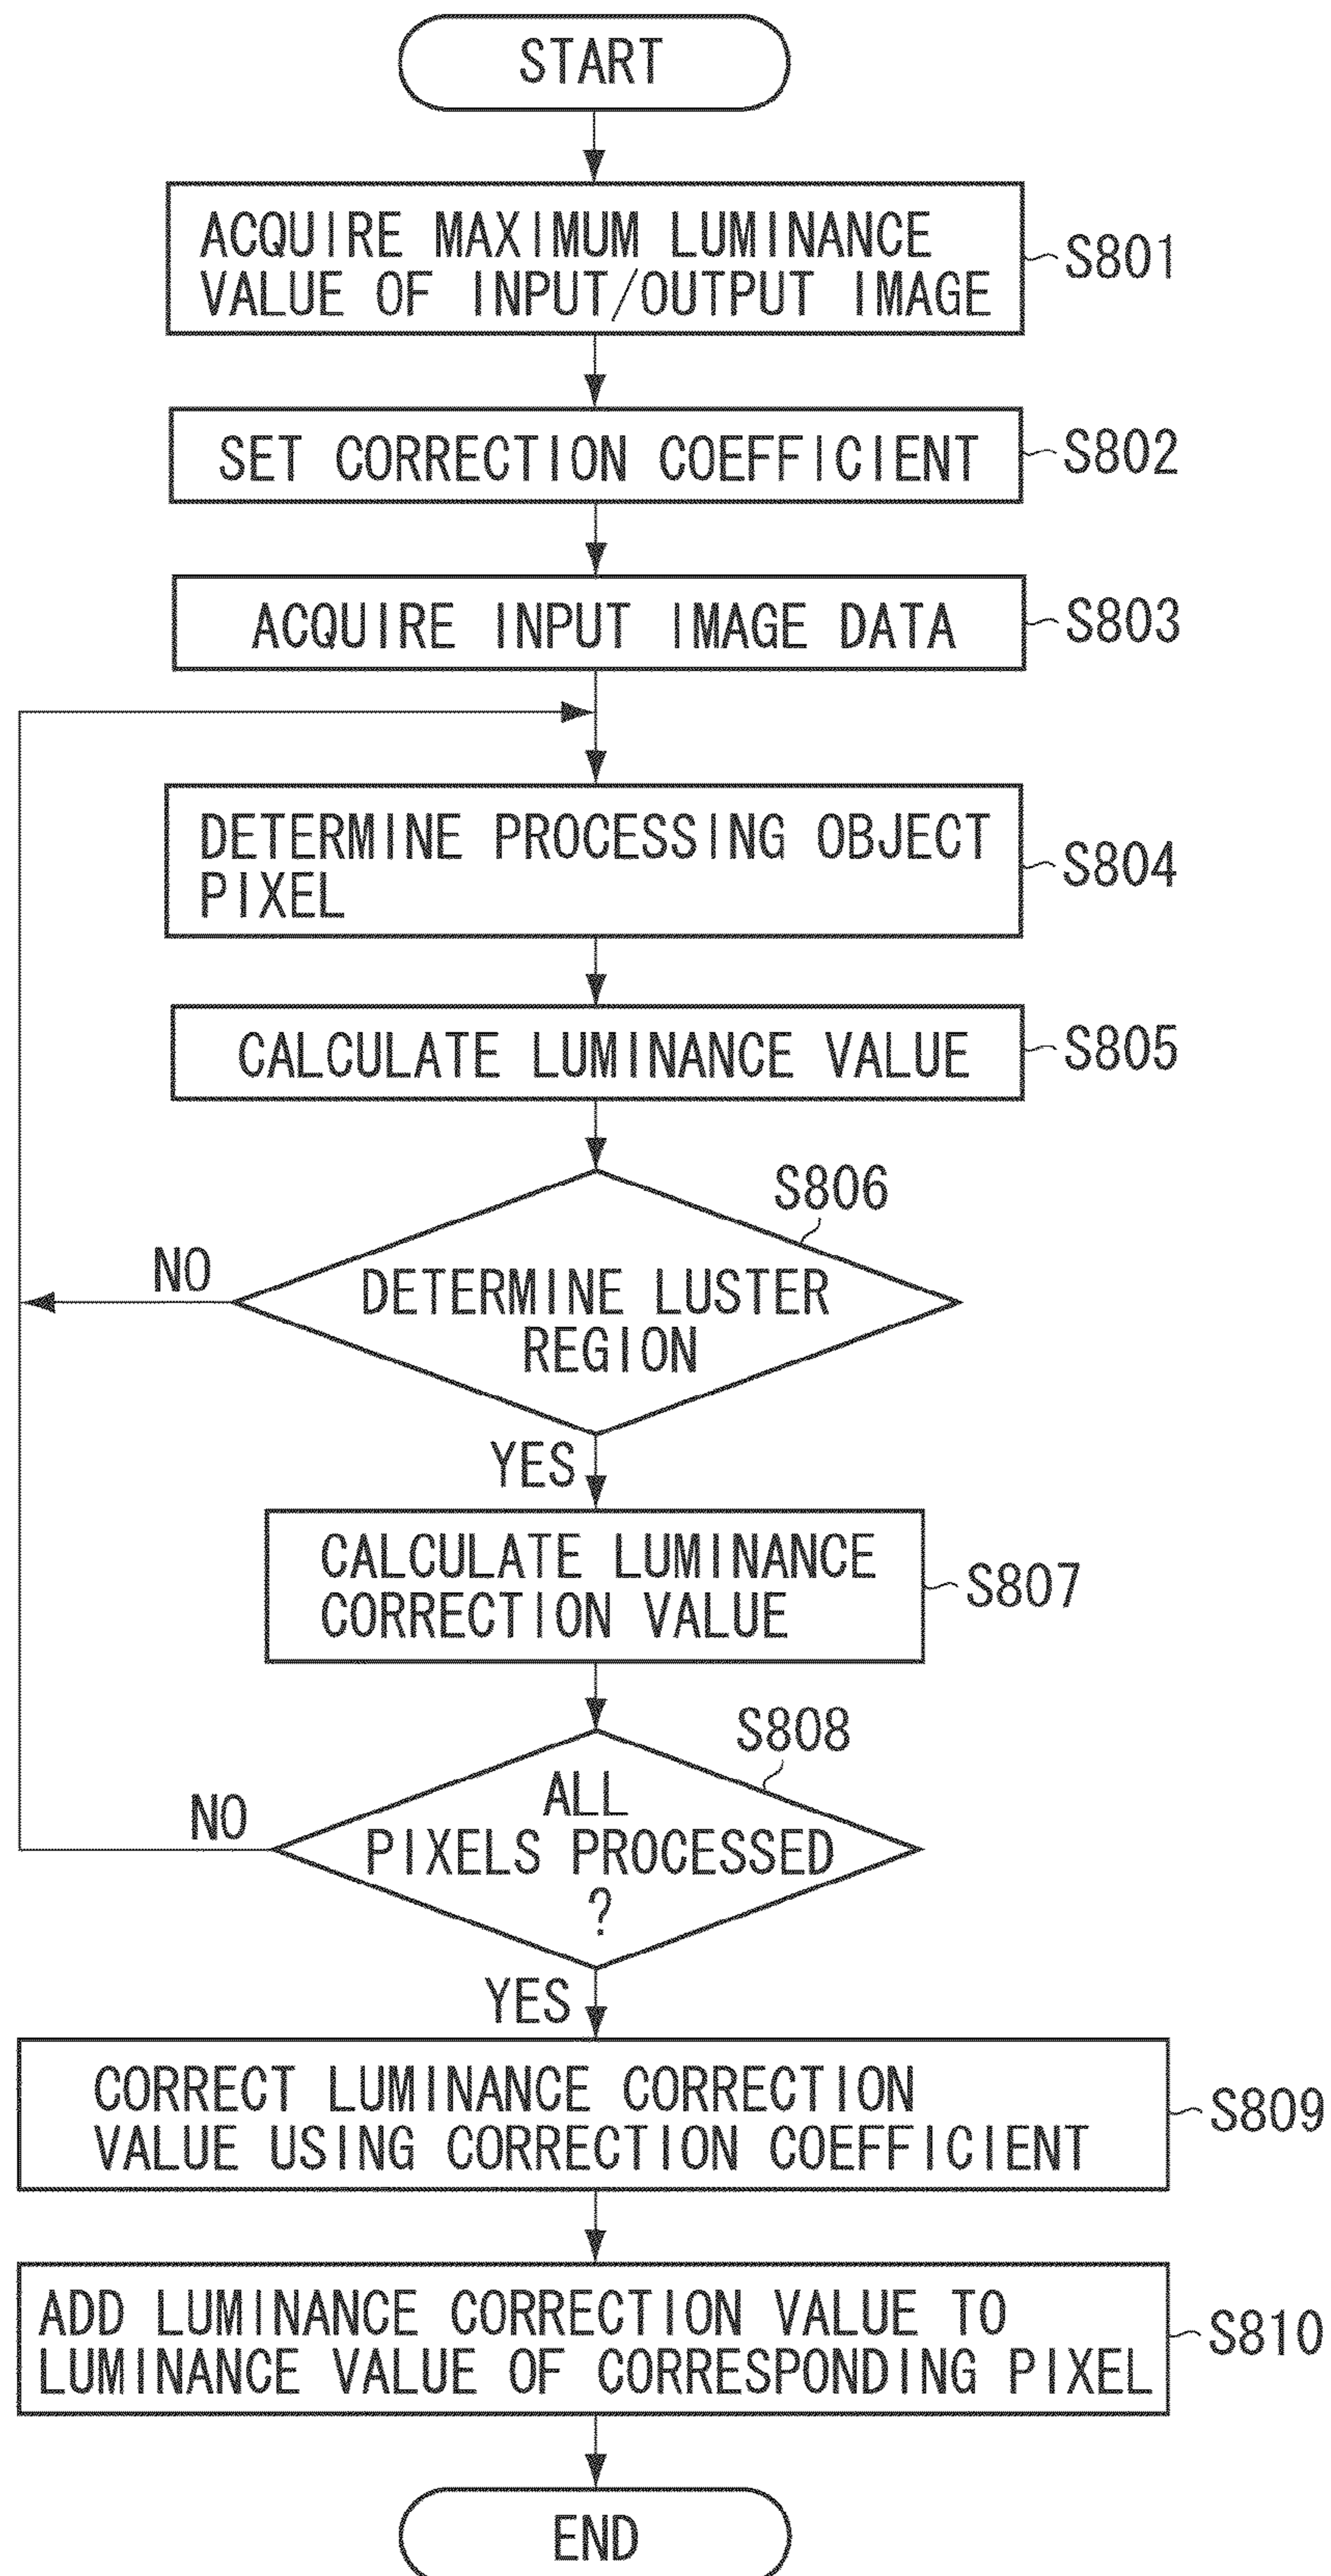 START
ACQUIRE MAXIMUM LUMINANCE
VALUE OF INPUT/OUTPUT IMAGE
S801
SET CORRECTION COEFFICIENT
S802
ACQUIRE INPUT IMAGE DATA
S803
DETERMINE PROCESSING OBJECT
PIXEL
S804
CALCULATE LUMINANCE VALUE
S805
S806
NO
DETERMINE LUSTER
REGION
YES
CALCULATE LUMINANCE
CORRECTION VALUE
S807
S808
NO
ALL
PIXELS PROCESSED
?
YES
CORRECT LUMINANCE CORRECTION
VALUE USING CORRECTION COEFFICIENT
S809
ADD LUMINANCE CORRECTION VALUE TO
LUMINANCE VALUE OF CORRESPONDING PIXEL
S810
END